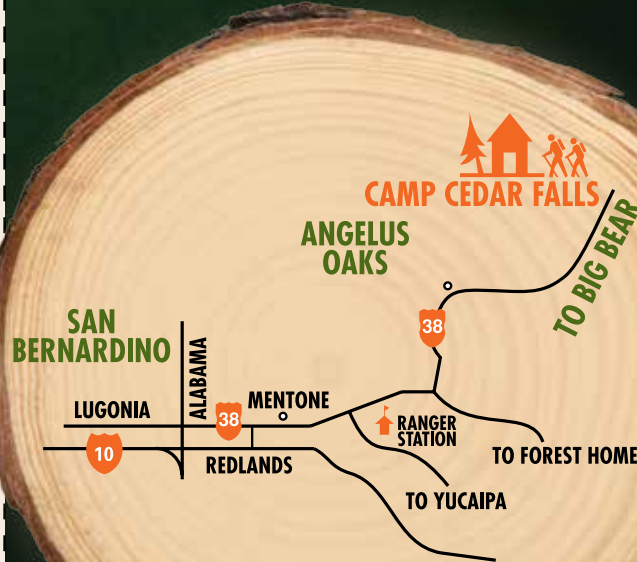 CAMP CEDAR FALLS
ANGELUS
OAKS
TO BIG BEAR
38
SAN
BERNARDINO
ALABAMA
LUGONIA
38
MENTONE
RANGER
STATION
10
REDLANDS
TO FOREST HOME
TO YUCAIPA